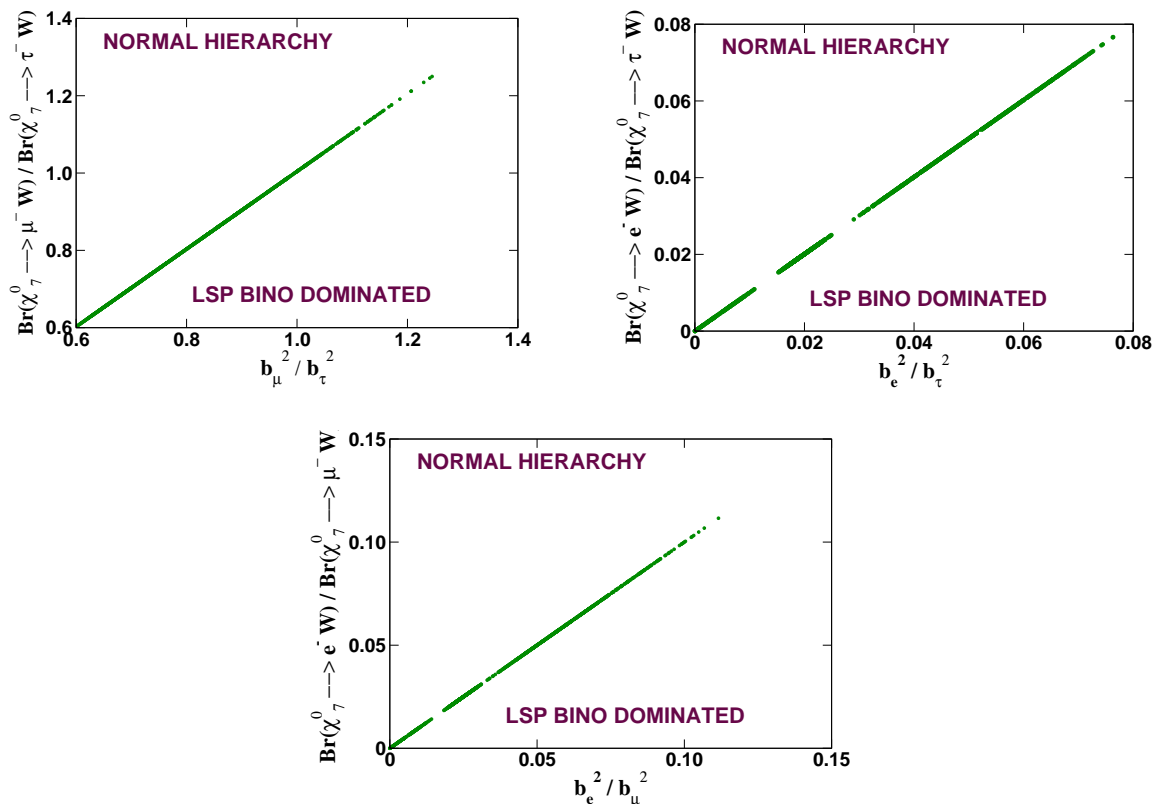 Br(χ⁰₇ —> μ⁻ W) / Br(χ⁰₇ —> τ⁻ W)
1.4
1.2
1.0
0.8
0.6
NORMAL HIERARCHY
LSP BINO DOMINATED
0.6 0.8 1.0 1.2 1.4
b_μ² / b_τ²
Br(χ⁰₇ —> e⁻ W) / Br(χ⁰₇ —> τ⁻ W)
0.08
0.06
0.04
0.02
0
NORMAL HIERARCHY
LSP BINO DOMINATED
0 0.02 0.04 0.06 0.08
b_e² / b_τ²
Br(χ⁰₇ —> e⁻ W) / Br(χ⁰₇ —> μ⁻ W)
0.15
0.10
0.05
0
NORMAL HIERARCHY
LSP BINO DOMINATED
0 0.05 0.10 0.15
b_e² / b_μ²